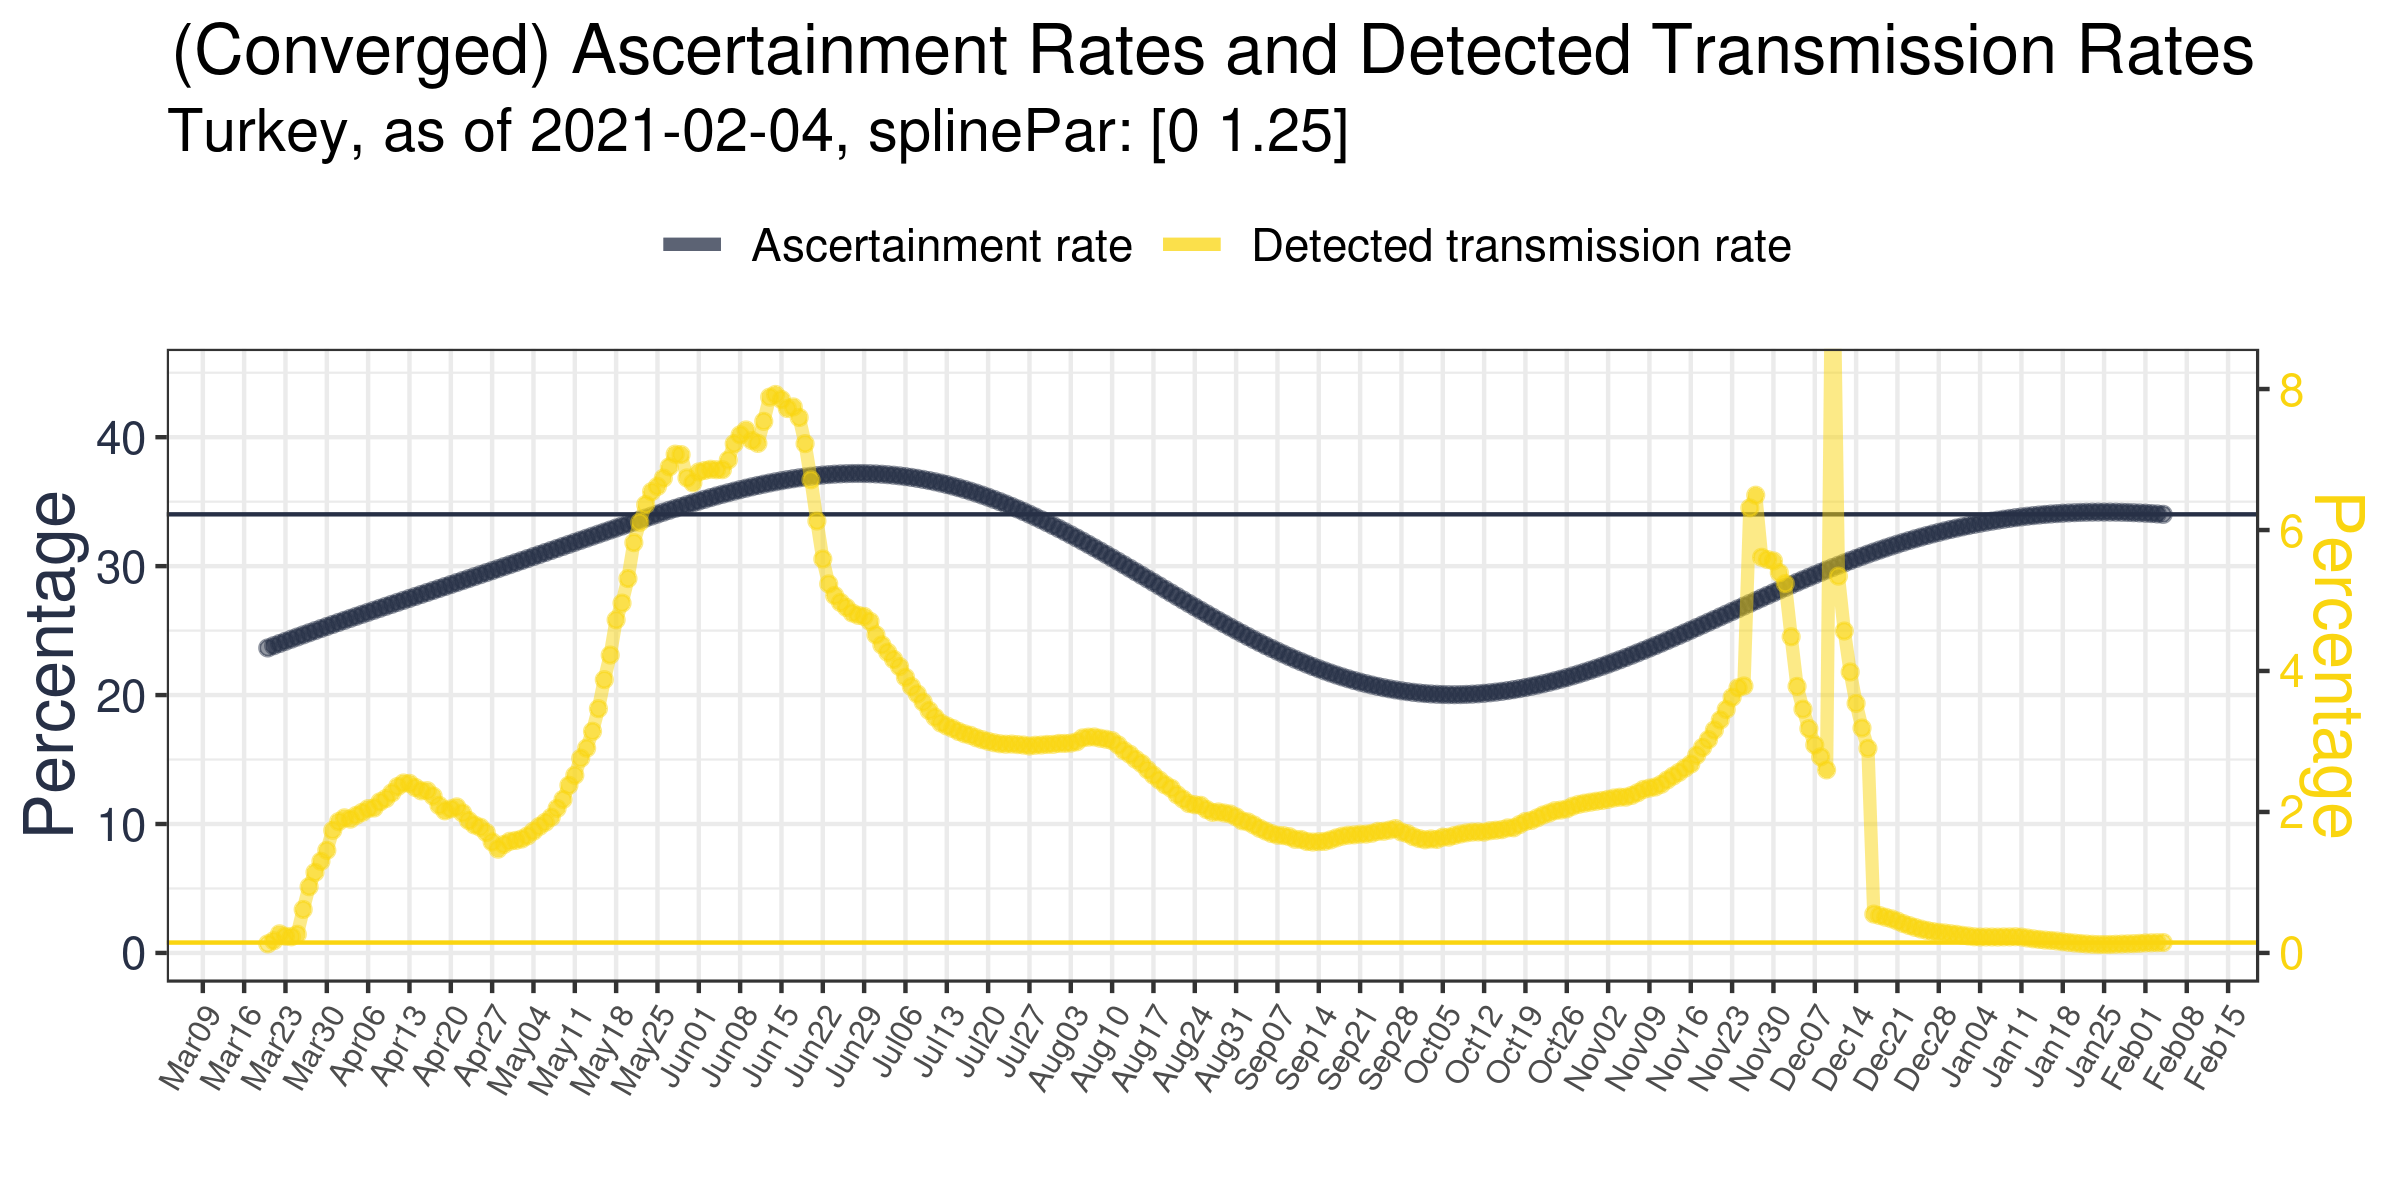 (Converged) Ascertainment Rates and Detected Transmission Rates
Turkey, as of 2021-02-04, splinePar: [0 1.25]
Ascertainment rate Detected transmission rate
Percentage
40
30
20
10
0
8
6
4
2
0
Percentage
Mar09 Mar16 Mar23 Mar30 Apr06 Apr13 Apr20 Apr27 May04 May11 May18 May25 Jun01 Jun08 Jun15 Jun22 Jun29 Jul06 Jul13 Jul20 Jul27 Aug03 Aug10 Aug17 Aug24 Aug31 Sep07 Sep14 Sep21 Sep28 Oct05 Oct12 Oct19 Oct26 Nov02 Nov09 Nov16 Nov23 Nov30 Dec07 Dec14 Dec21 Dec28 Jan04 Jan11 Jan18 Jan25 Feb01 Feb08 Feb15